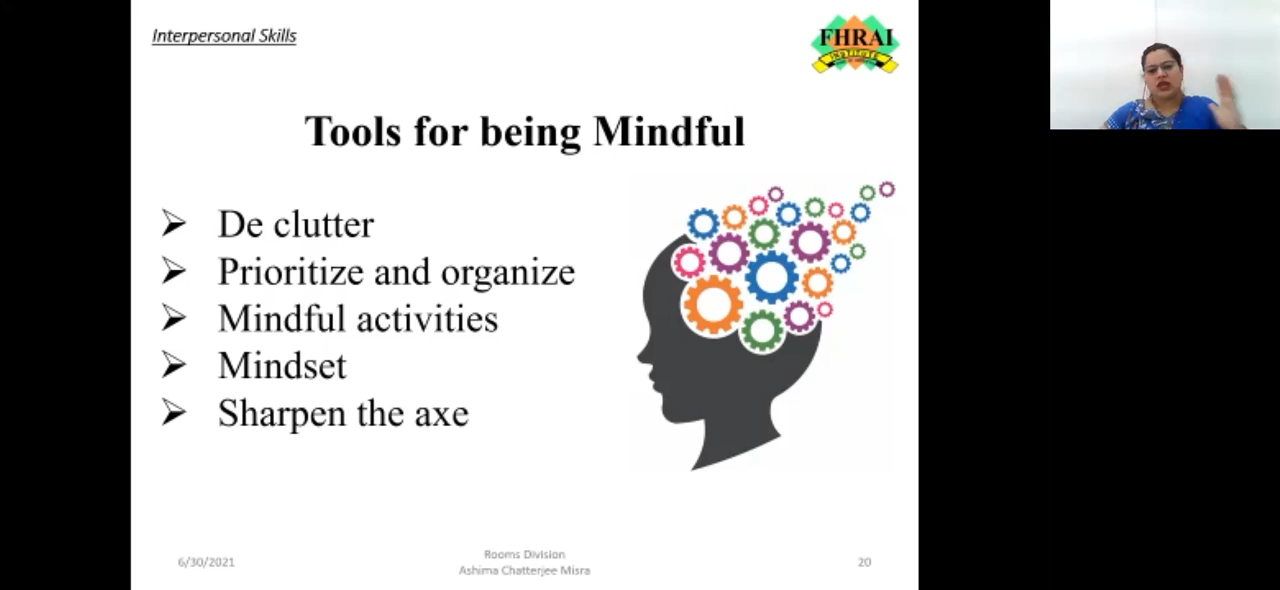 Interpersonal Skills
FHRAI
Tools for being Mindful
➢ De clutter
➢ Prioritize and organize
➢ Mindful activities
➢ Mindset
➢ Sharpen the axe
6/30/2021
Rooms Division
Ashima Chatterjee Misra
20